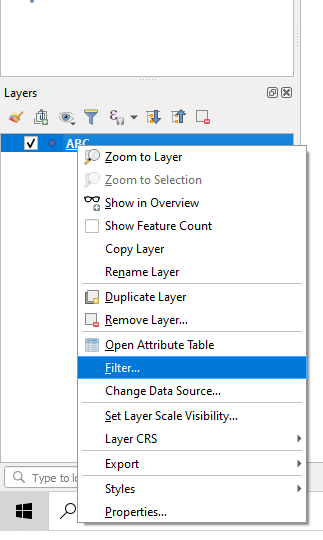 Layers
ABC
Zoom to Layer
Zoom to Selection
Show in Overview
Show Feature Count
Copy Layer
Rename Layer
Duplicate Layer
Remove Layer...
Open Attribute Table
Filter...
Change Data Source...
Set Layer Scale Visibility...
Layer CRS
Export
Type to
Styles
Properties...